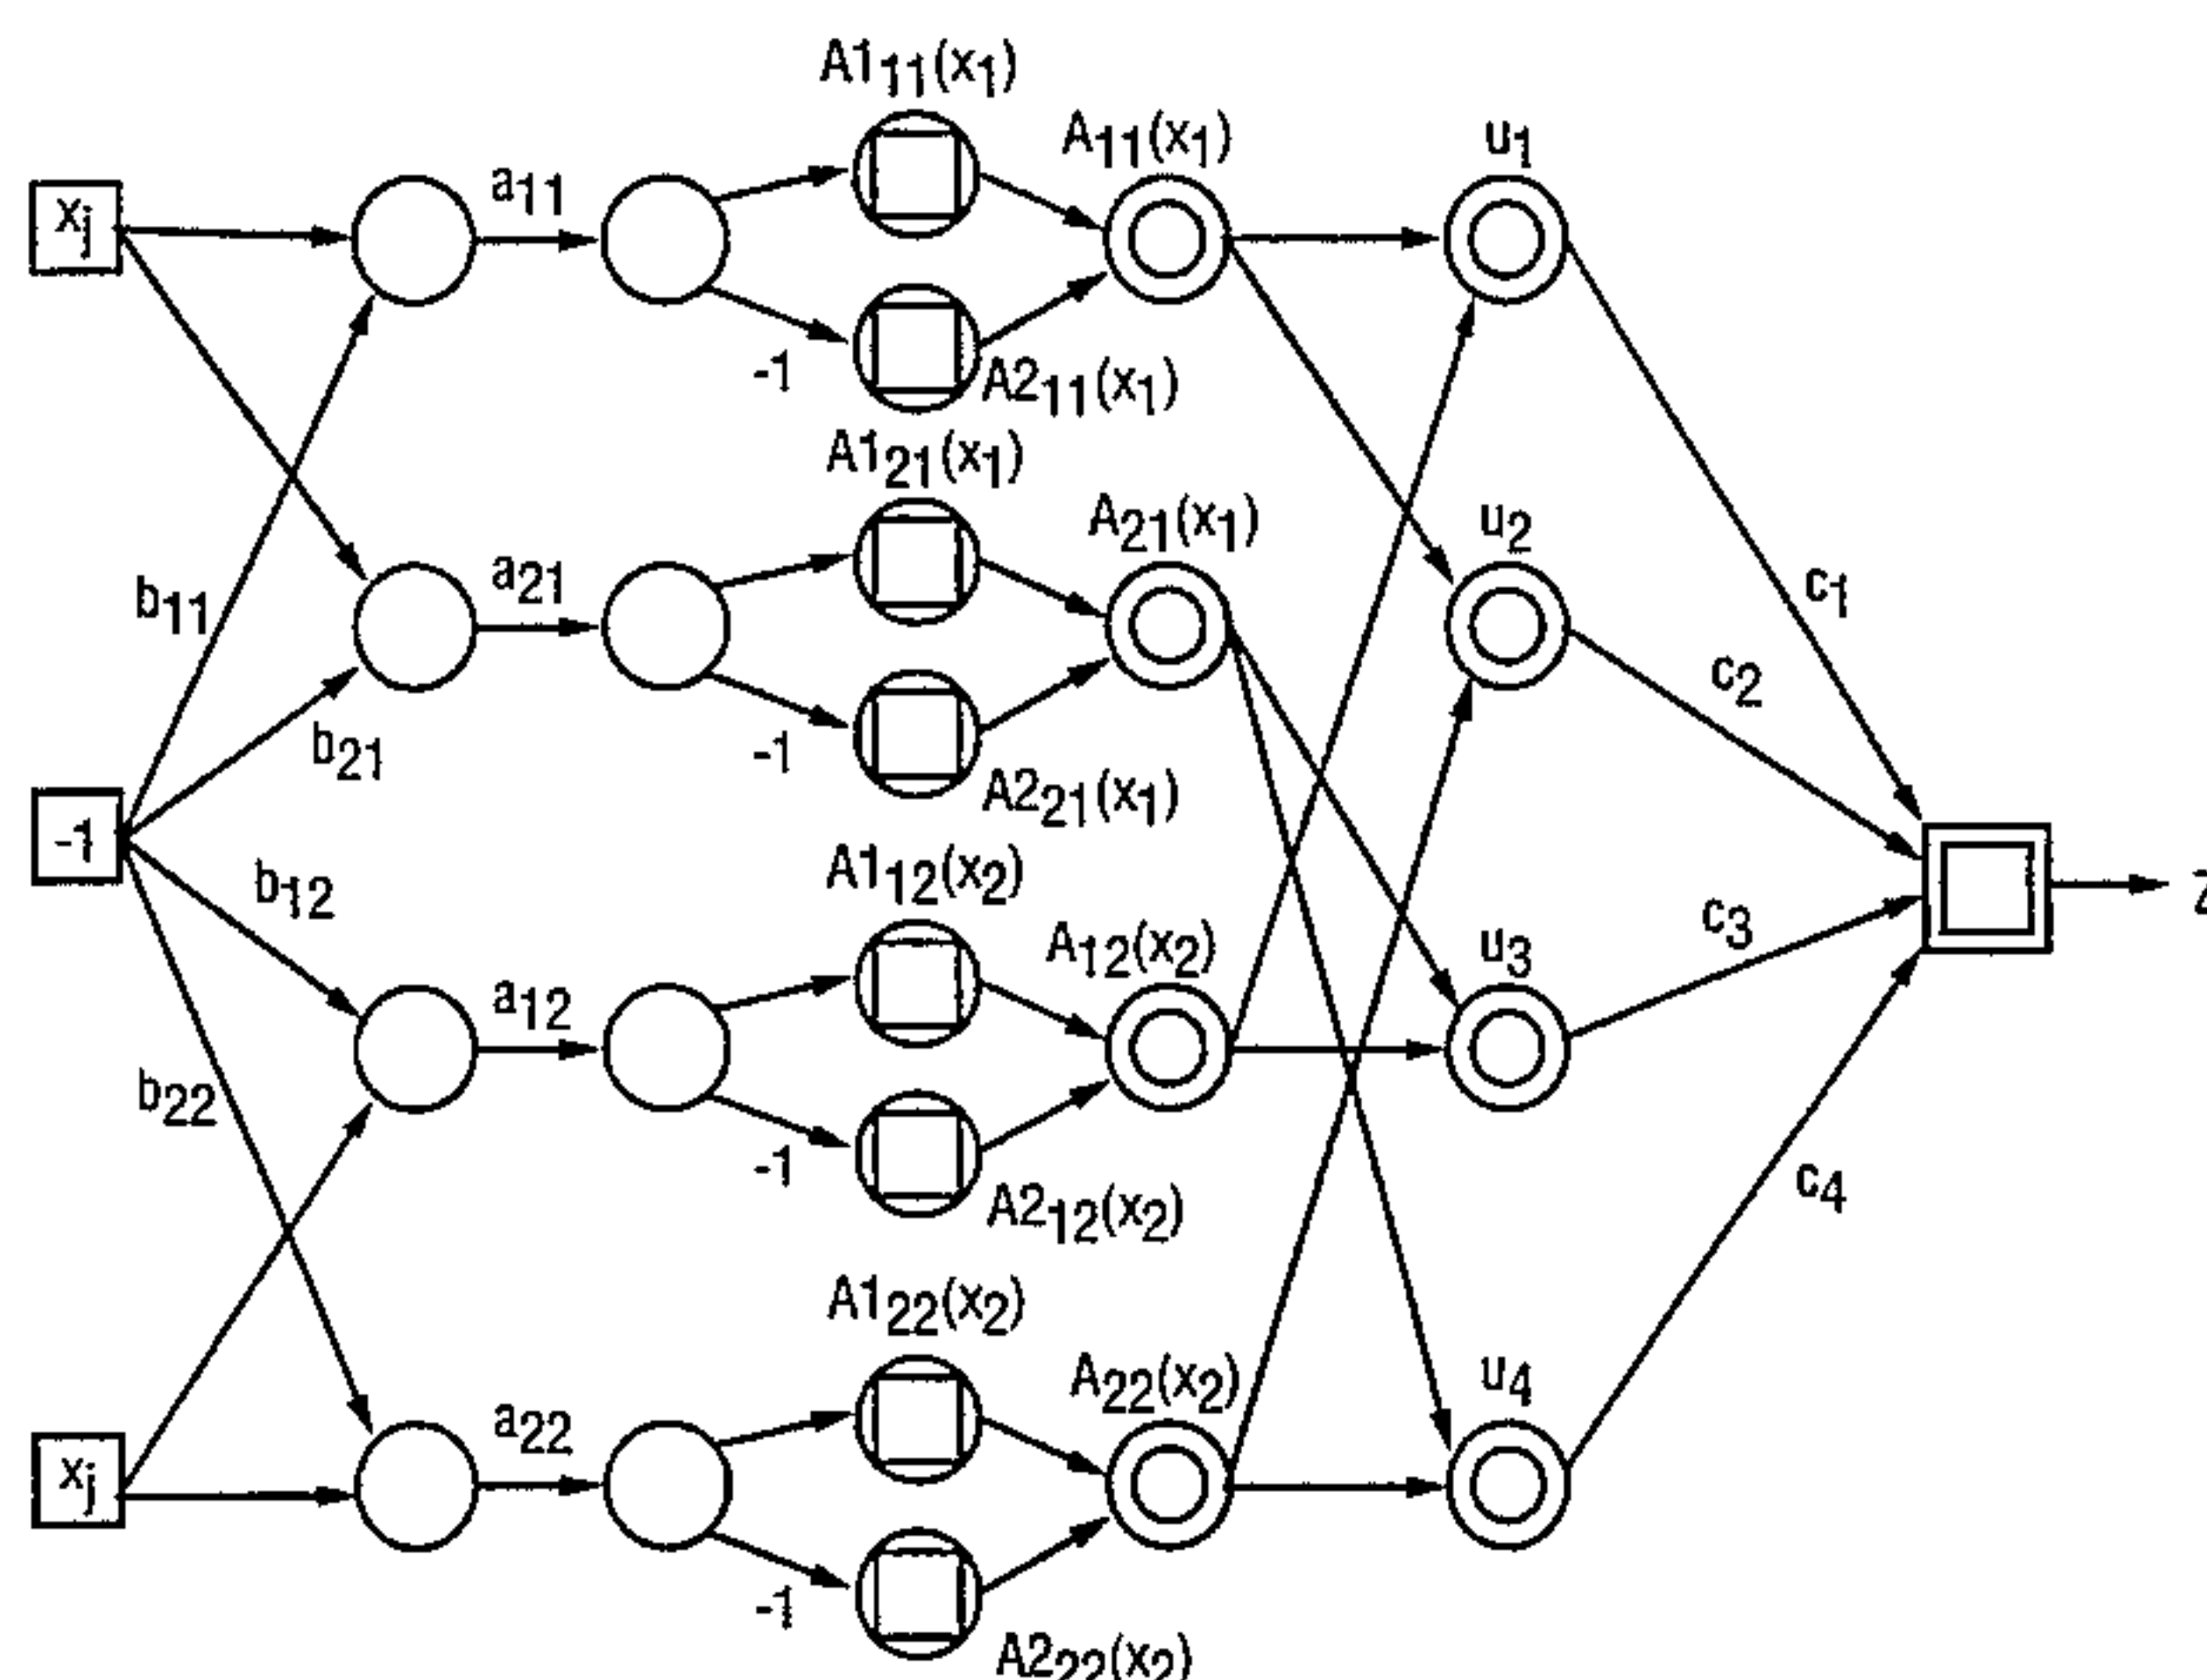 A1₁₁(x₁)
A₁₁(x₁)
u₁
xj
a₁₁
-1
A2₁₁(x₁)
A1₂₁(x₁)
A₂₁(x₁)
u₂
b₁₁
a₂₁
c₁
c₂
b₂₁
-1
A2₂₁(x₁)
-1
b₁₂
A1₁₂(x₂)
A₁₂(x₂)
u₃
c₃
z
a₁₂
b₂₂
-1
A2₁₂(x₂)
c₄
A1₂₂(x₂)
A₂₂(x₂)
u₄
xj
a₂₂
-1
A2₂₂(x₂)